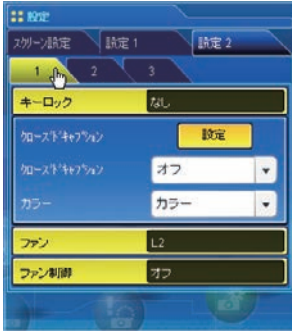 設定
スクリーン設定 設定 1 設定 2
1 2 3
キーロック なし
クローズドキャプション 設定
クローズドキャプション オフ
カラー カラー
ファン L2
ファン制御 オフ